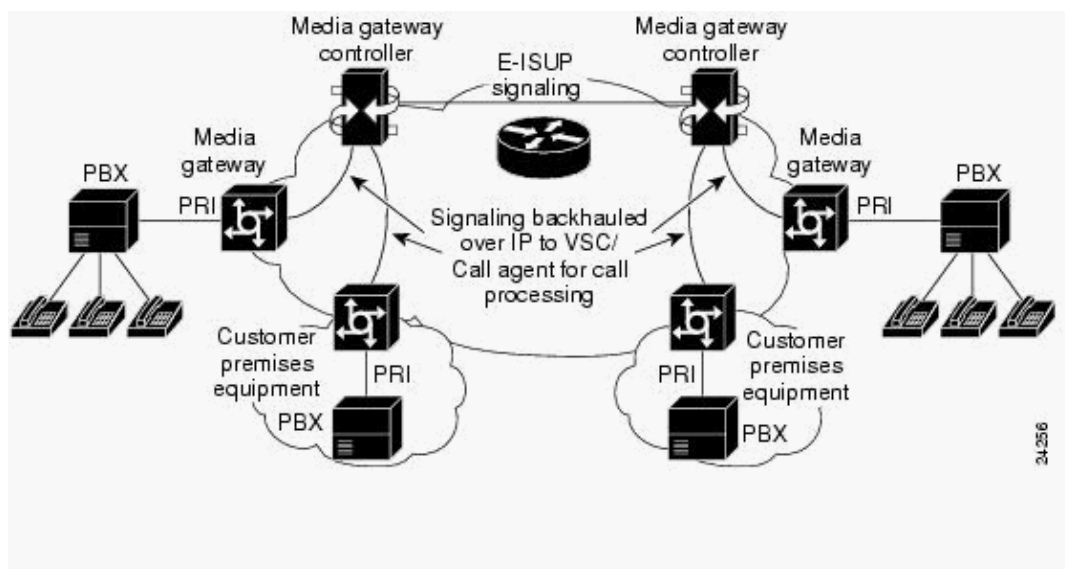 Media gateway
controller
Media gateway
controller
E-ISUP
signaling
Media
gateway
Media
gateway
PBX
PBX
PRI
PRI
Signaling backhauled
over IP to VSC/
Call agent for call
processing
Customer
premises
equipment
Customer
premises
equipment
PRI
PRI
PBX
PBX
24256